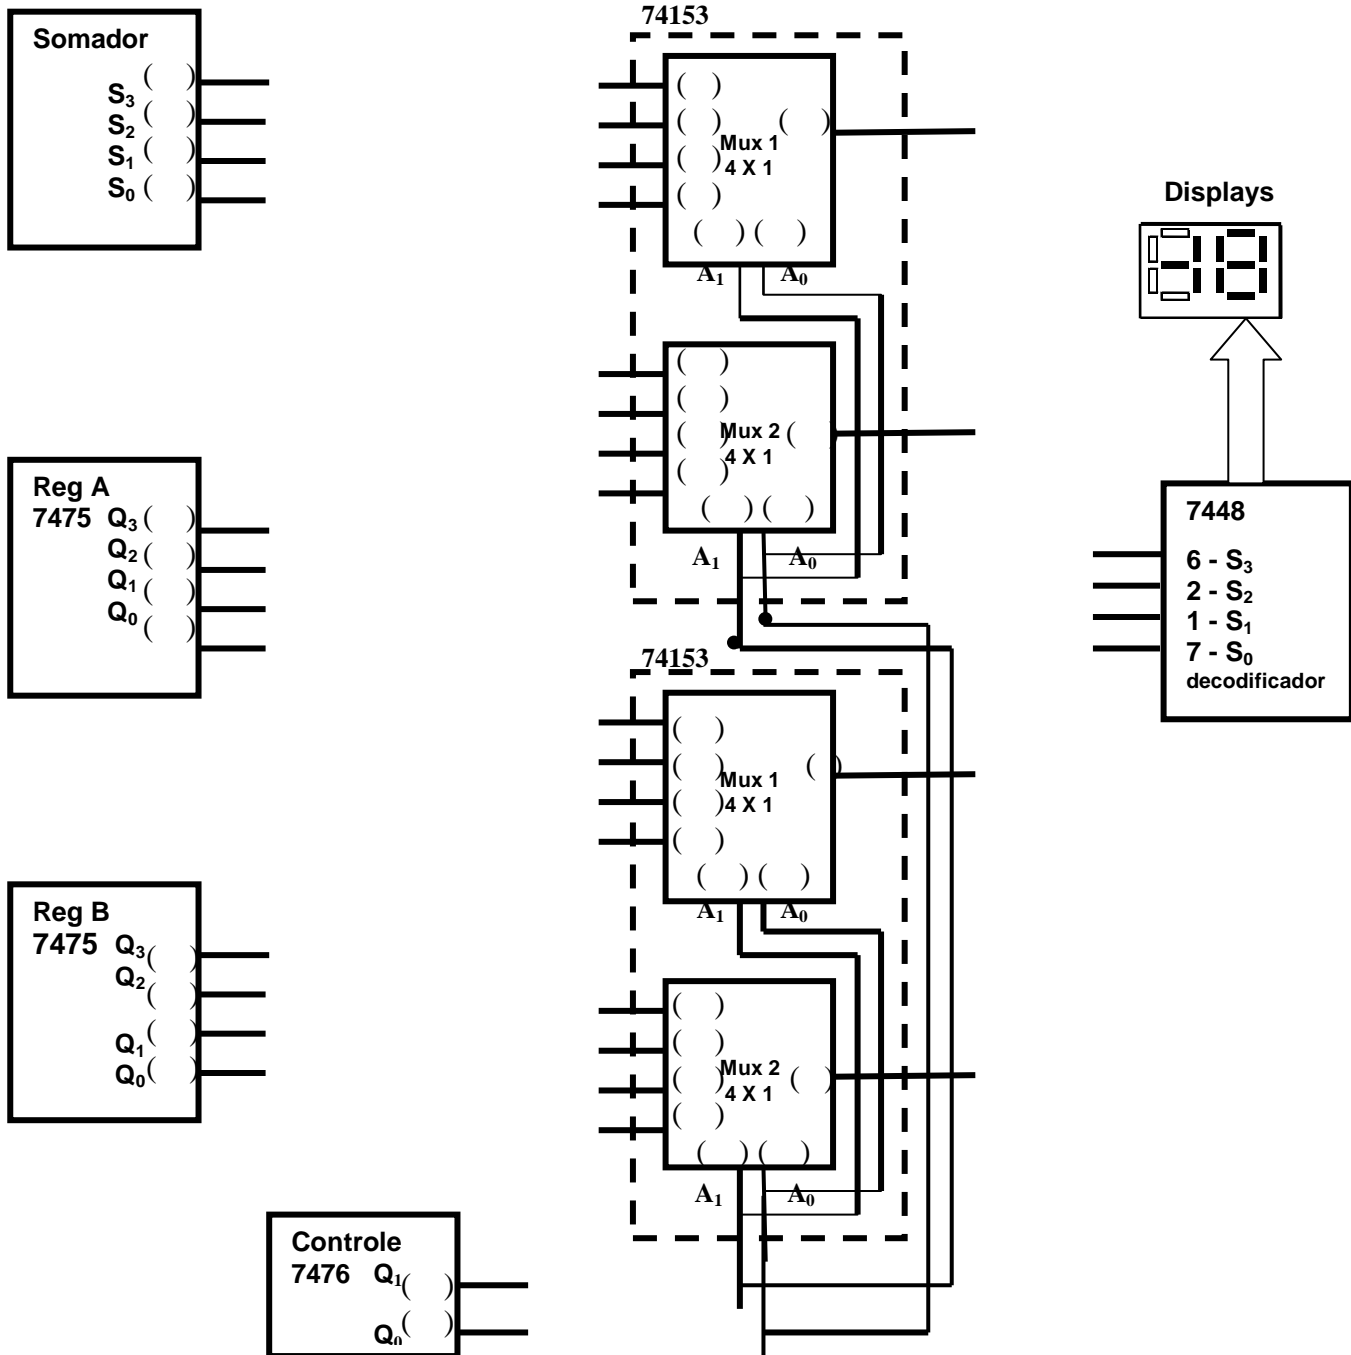 Somador
( )
S3
( )
S2
( )
S1
S0 ( )
74153
( )
( ) ( )
Mux 1
( )
4 X 1
( )
( ) ( )
A1 A0
( )
( )
Mux 2 ( )
( )
4 X 1
( )
( ) ( )
A1 A0
Displays
7448
6 - S3
2 - S2
1 - S1
7 - S0
decodificador
Reg A
7475 Q3 ( )
Q2 ( )
Q1 ( )
Q0
( )
74153
( )
( ) ( )
Mux 1
( )
4 X 1
( )
( ) ( )
A1 A0
( )
( )
Mux 2 ( )
( )
4 X 1
( )
( ) ( )
A1 A0
Reg B
7475 Q3 ( )
Q2
( )
( )
Q1
Q0 ( )
Controle
7476 Q1 ( )
Q0 ( )